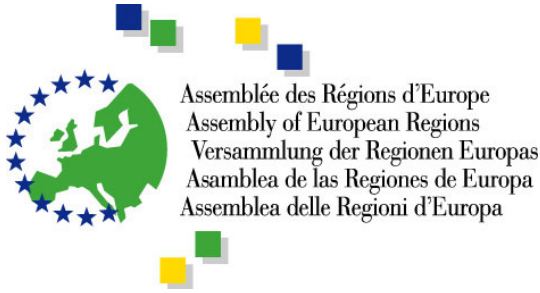 Assemblée des Régions d'Europe
Assembly of European Regions
Versammlung der Regionen Europas
Asamblea de las Regiones de Europa
Assemblea delle Regioni d'Europa